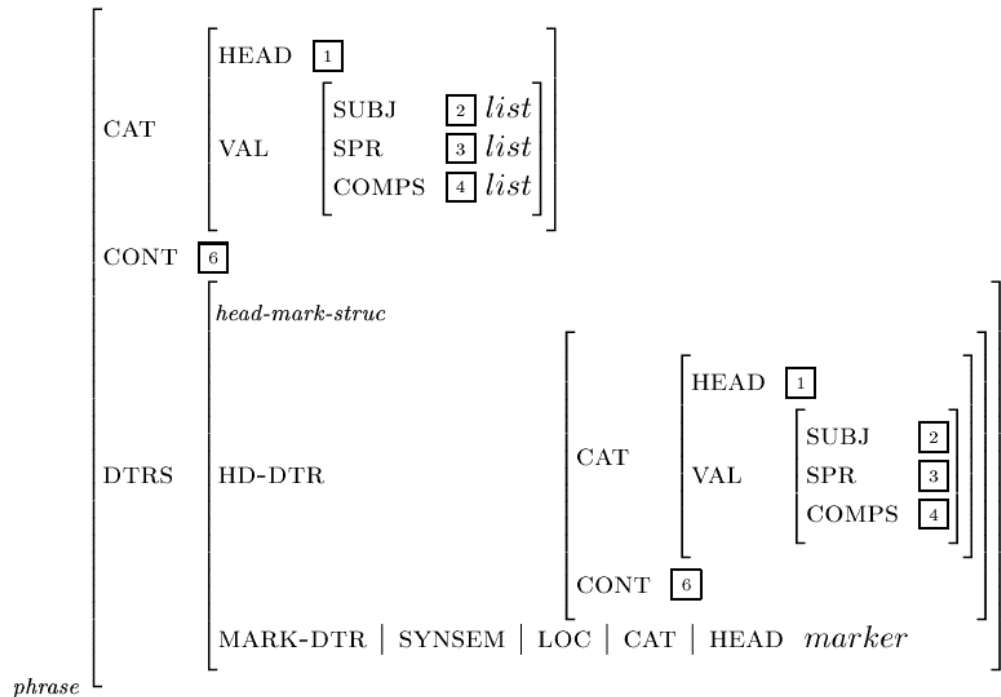 HEAD 1
SUBJ 2 list
CAT
VAL SPR 3 list
COMPS 4 list
CONT 6
head-mark-struc
HEAD 1
SUBJ 2
CAT
DTRS HD-DTR VAL SPR 3
COMPS 4
CONT 6
MARK-DTR | SYNSEM | LOC | CAT | HEAD marker
phrase